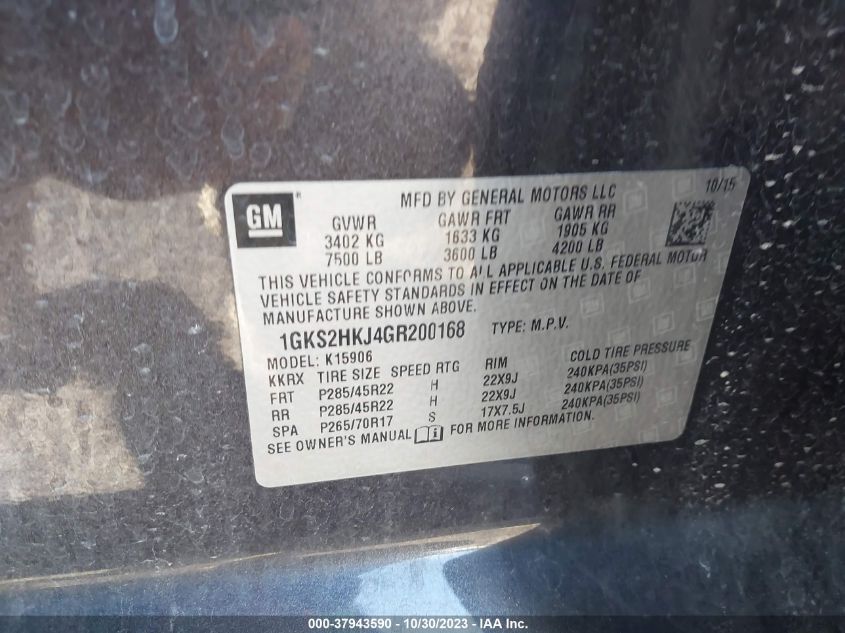 GM
MFD BY GENERAL MOTORS LLC 10/15
GVWR GAWR FRT GAWR RR
3402 KG 1633 KG 1905 KG
7500 LB 3600 LB 4200 LB
THIS VEHICLE CONFORMS TO ALL APPLICABLE U.S. FEDERAL MOTOR
VEHICLE SAFETY STANDARDS IN EFFECT ON THE DATE OF
MANUFACTURE SHOWN ABOVE.
1GKS2HKJ4GR200168 TYPE: M.P.V.
MODEL: K15906
KKRX TIRE SIZE SPEED RTG RIM COLD TIRE PRESSURE
FRT P285/45R22 H 22X9J 240KPA(35PSI)
RR P285/45R22 H 22X9J 240KPA(35PSI)
SPA P265/70R17 S 17X7.5J 240KPA(35PSI)
SEE OWNER'S MANUAL FOR MORE INFORMATION.
000-37943590 - 10/30/2023 - IAA Inc.